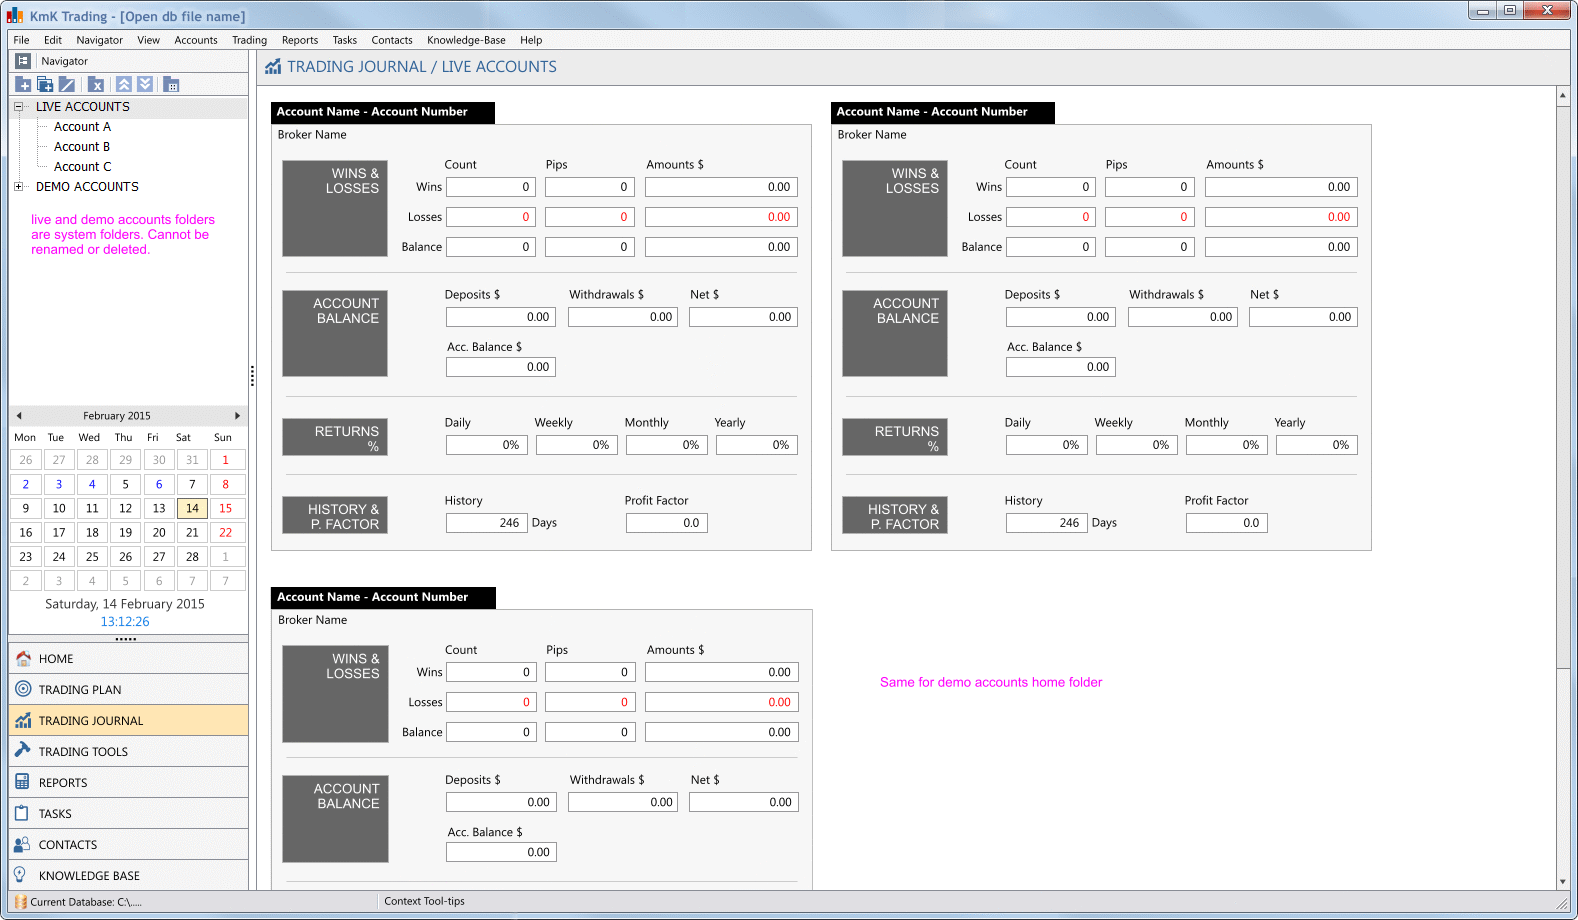 KmK Trading - [Open db file name]
File Edit Navigator View Accounts Trading Reports Tasks Contacts Knowledge-Base Help
Navigator
LIVE ACCOUNTS
Account A
Account B
Account C
DEMO ACCOUNTS
live and demo accounts folders
are system folders. Cannot be
renamed or deleted.
February 2015
Mon Tue Wed Thu Fri Sat Sun
26 27 28 29 30 31 1
2 3 4 5 6 7 8
9 10 11 12 13 14 15
16 17 18 19 20 21 22
23 24 25 26 27 28 1
2 3 4 5 6 7 7
Saturday, 14 February 2015
13:12:26
HOME
TRADING PLAN
TRADING JOURNAL
TRADING TOOLS
REPORTS
TASKS
CONTACTS
KNOWLEDGE BASE
TRADING JOURNAL / LIVE ACCOUNTS
Account Name - Account Number
Broker Name
WINS &
LOSSES
Count Pips Amounts $
Wins 0 0 0.00
Losses 0 0 0.00
Balance 0 0 0.00
ACCOUNT
BALANCE
Deposits $ Withdrawals $ Net $
0.00 0.00 0.00
Acc. Balance $
0.00
RETURNS
%
Daily Weekly Monthly Yearly
0% 0% 0% 0%
HISTORY &
P. FACTOR
History Profit Factor
246 Days 0.0
Account Name - Account Number
Broker Name
WINS &
LOSSES
Count Pips Amounts $
Wins 0 0 0.00
Losses 0 0 0.00
Balance 0 0 0.00
ACCOUNT
BALANCE
Deposits $ Withdrawals $ Net $
0.00 0.00 0.00
Acc. Balance $
0.00
RETURNS
%
Daily Weekly Monthly Yearly
0% 0% 0% 0%
HISTORY &
P. FACTOR
History Profit Factor
246 Days 0.0
Account Name - Account Number
Broker Name
WINS &
LOSSES
Count Pips Amounts $
Wins 0 0 0.00
Losses 0 0 0.00
Balance 0 0 0.00
ACCOUNT
BALANCE
Deposits $ Withdrawals $ Net $
0.00 0.00 0.00
Acc. Balance $
0.00
Same for demo accounts home folder
Current Database: C:\.....
Context Tool-tips